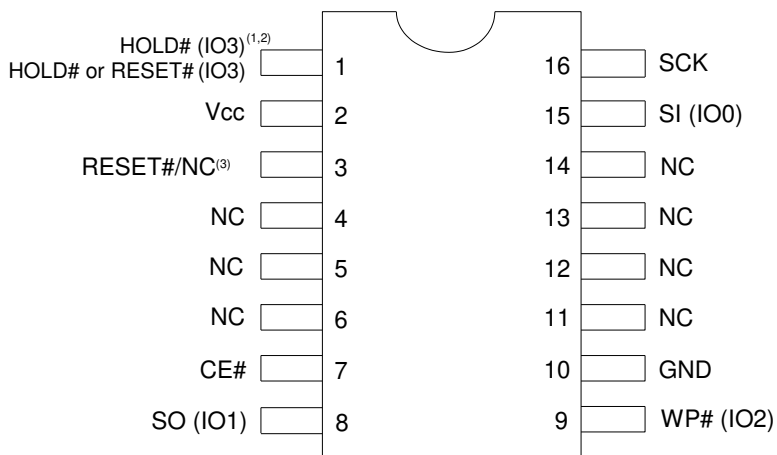 HOLD# (IO3)(1,2)
HOLD# or RESET# (IO3)
1
16
SCK
Vcc
2
15
SI (IO0)
RESET#/NC(3)
3
14
NC
NC
4
13
NC
NC
5
12
NC
NC
6
11
NC
CE#
7
10
GND
SO (IO1)
8
9
WP# (IO2)